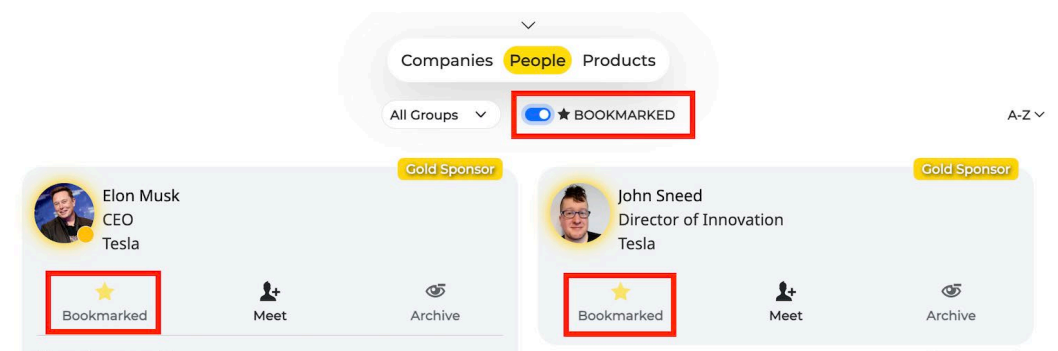 Companies People Products
All Groups BOOKMARKED A-Z
Gold Sponsor
Elon Musk
CEO
Tesla
Bookmarked Meet Archive
Gold Sponsor
John Sneed
Director of Innovation
Tesla
Bookmarked Meet Archive